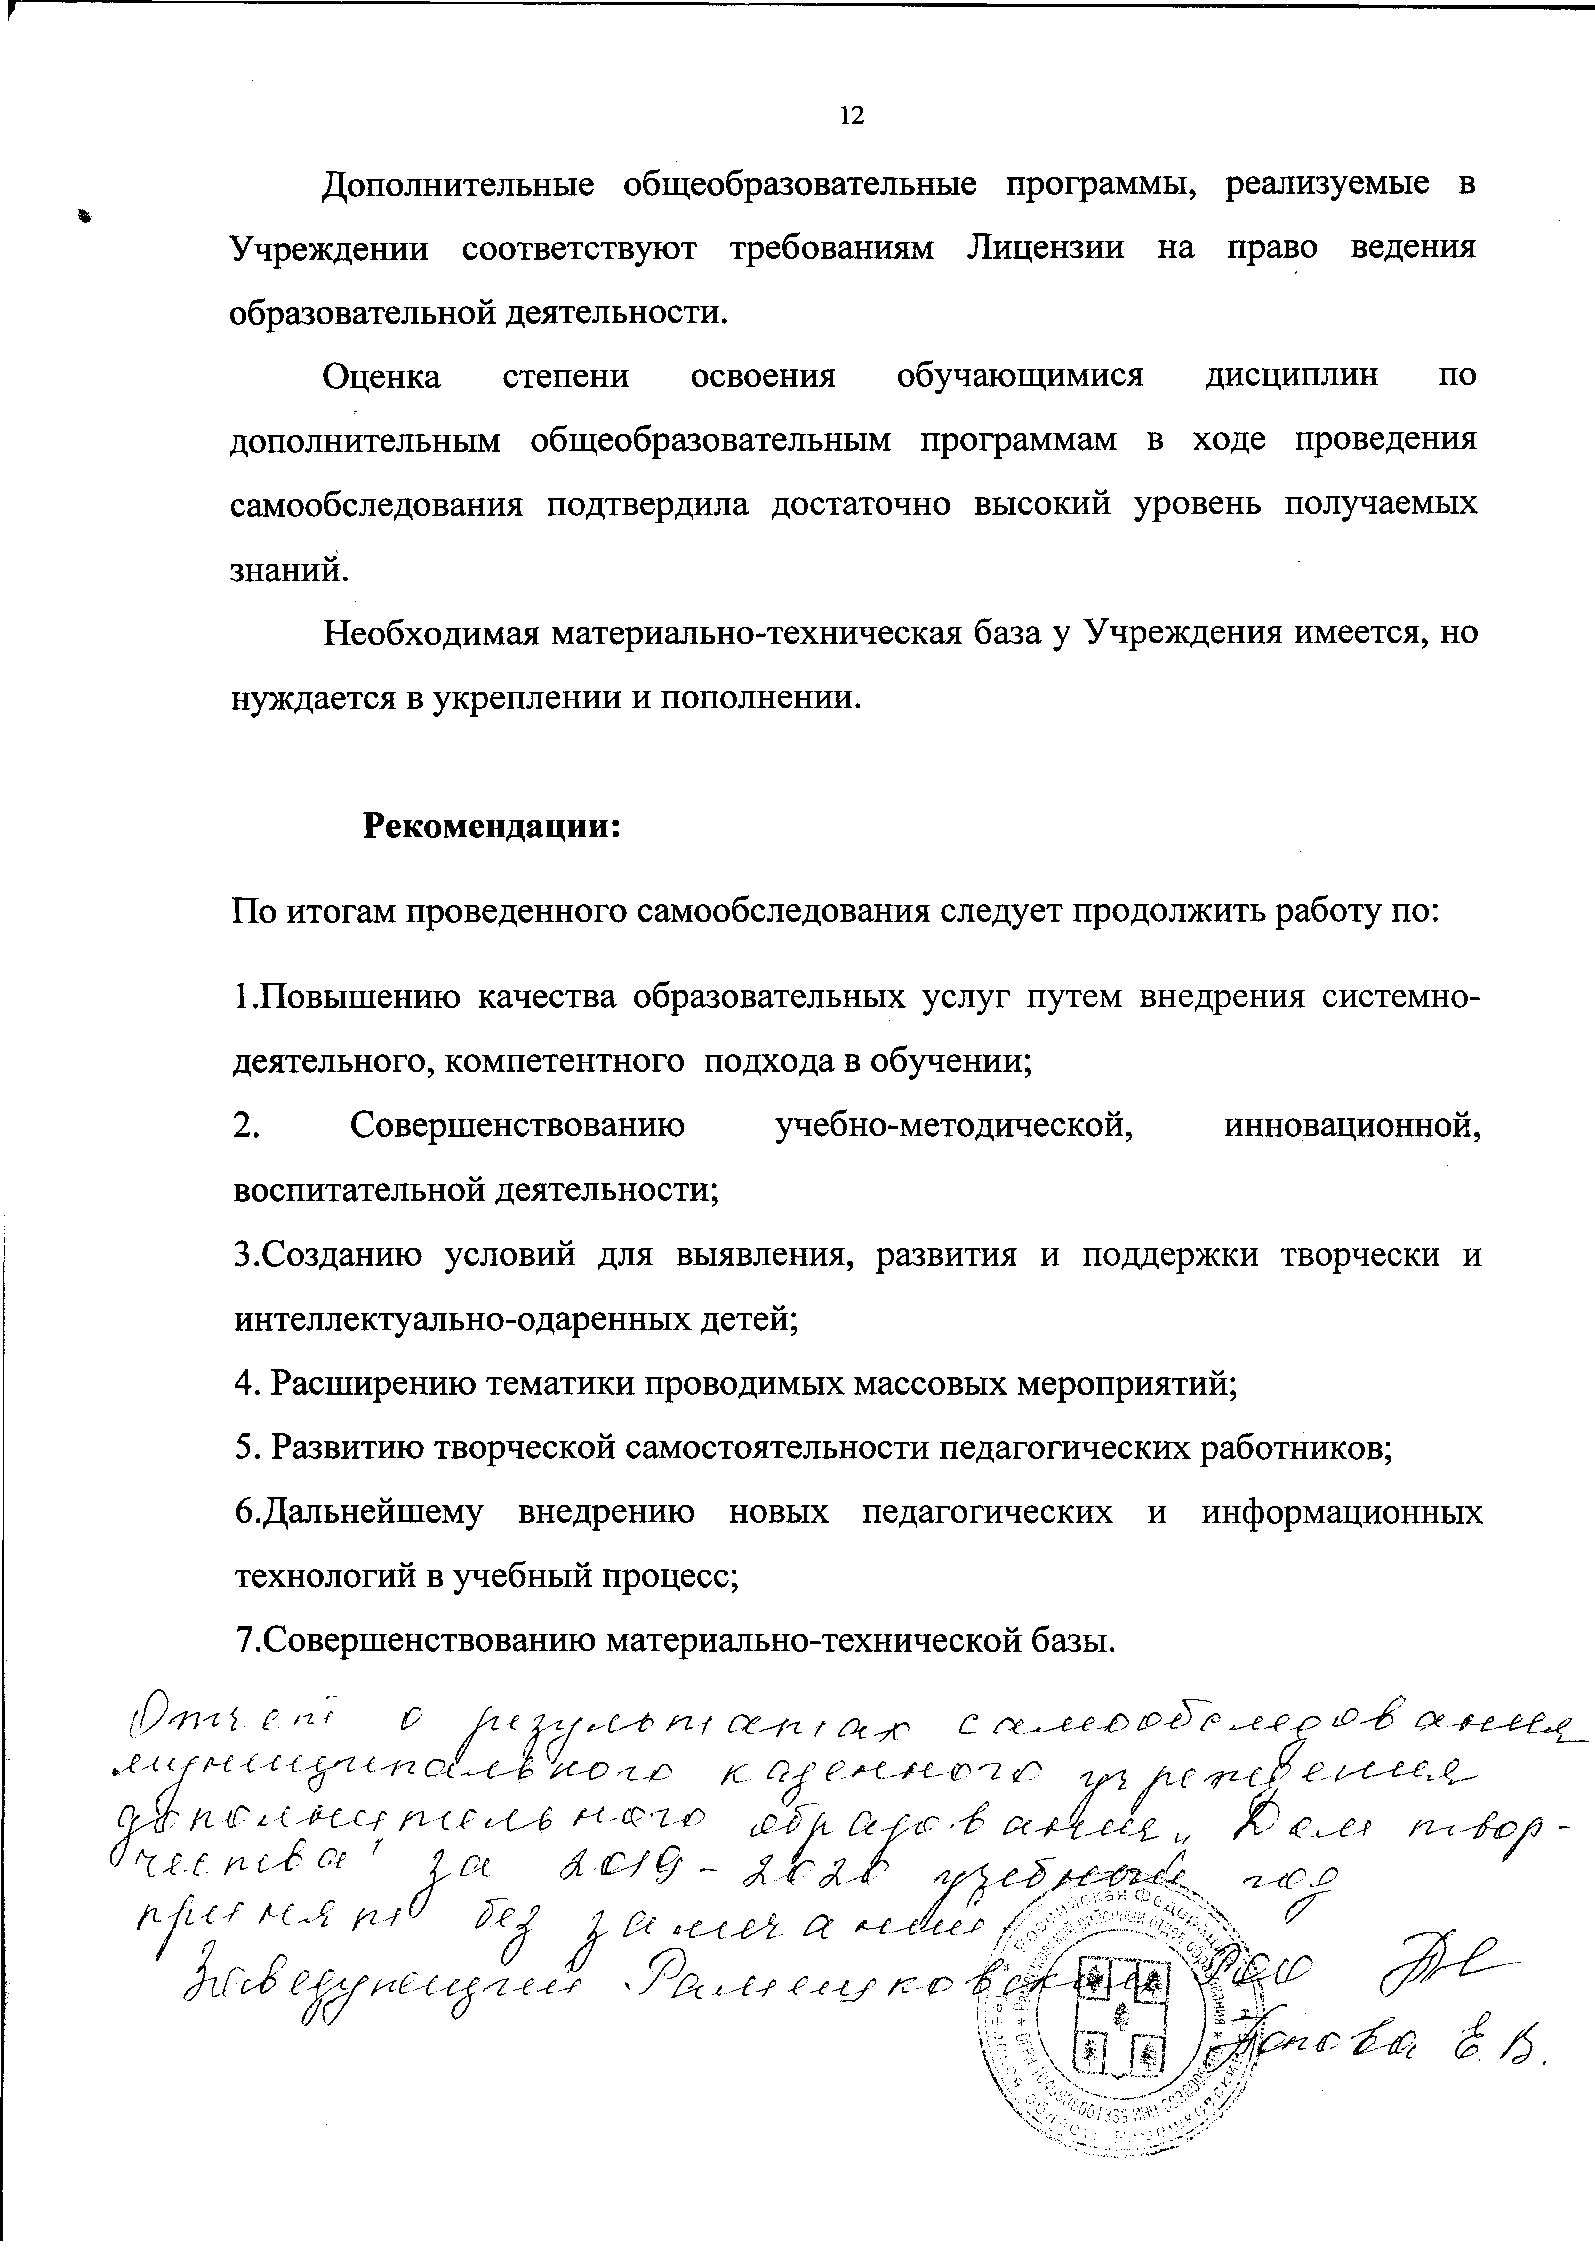 12
Дополнительные общеобразовательные программы, реализуемые в
Учреждении соответствуют требованиям Лицензии на право ведения
образовательной деятельности.
Оценка степени освоения обучающимися дисциплин по
дополнительным общеобразовательным программам в ходе проведения
самообследования подтвердила достаточно высокий уровень получаемых
знаний.
Необходимая материально-техническая база у Учреждения имеется, но
нуждается в укреплении и пополнении.
Рекомендации:
По итогам проведенного самообследования следует продолжить работу по:
1.Повышению качества образовательных услуг путем внедрения системно-
деятельного, компетентного подхода в обучении;
2. Совершенствованию учебно-методической, инновационной,
воспитательной деятельности;
3.Созданию условий для выявления, развития и поддержки творчески и
интеллектуально-одаренных детей;
4. Расширению тематики проводимых массовых мероприятий;
5. Развитию творческой самостоятельности педагогических работников;
6.Дальнейшему внедрению новых педагогических и информационных
технологий в учебный процесс;
7.Совершенствованию материально-технической базы.
Отчет о результатах самообследования
муниципального казенного учреждения
дополнительного образования „Дом твор-
чества" за 2019-2020 учебный год
принят без замечаний
Заведующий Рамешковским РОО
Попова Е.В.